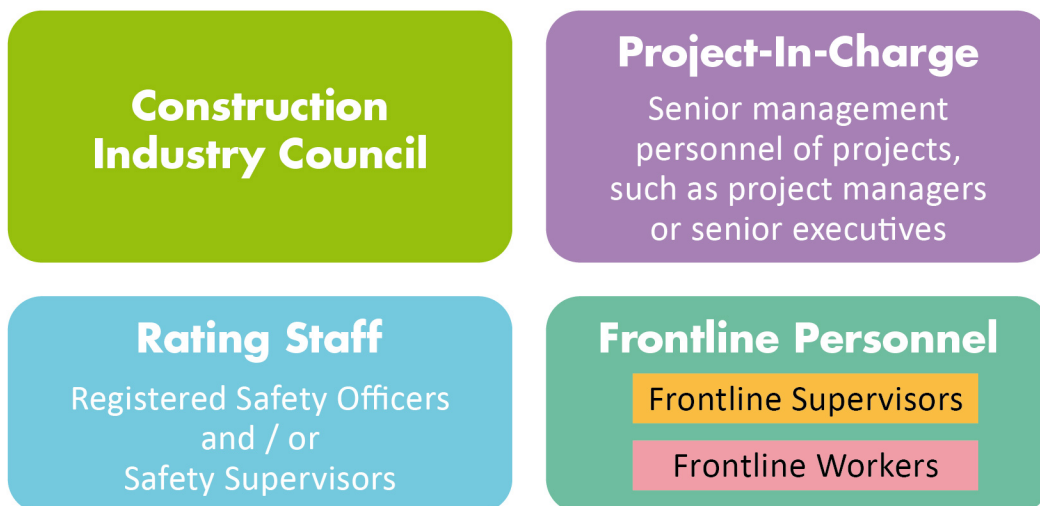 Construction
Industry Council
Project-In-Charge
Senior management
personnel of projects,
such as project managers
or senior executives
Rating Staff
Registered Safety Officers
and / or
Safety Supervisors
Frontline Personnel
Frontline Supervisors
Frontline Workers